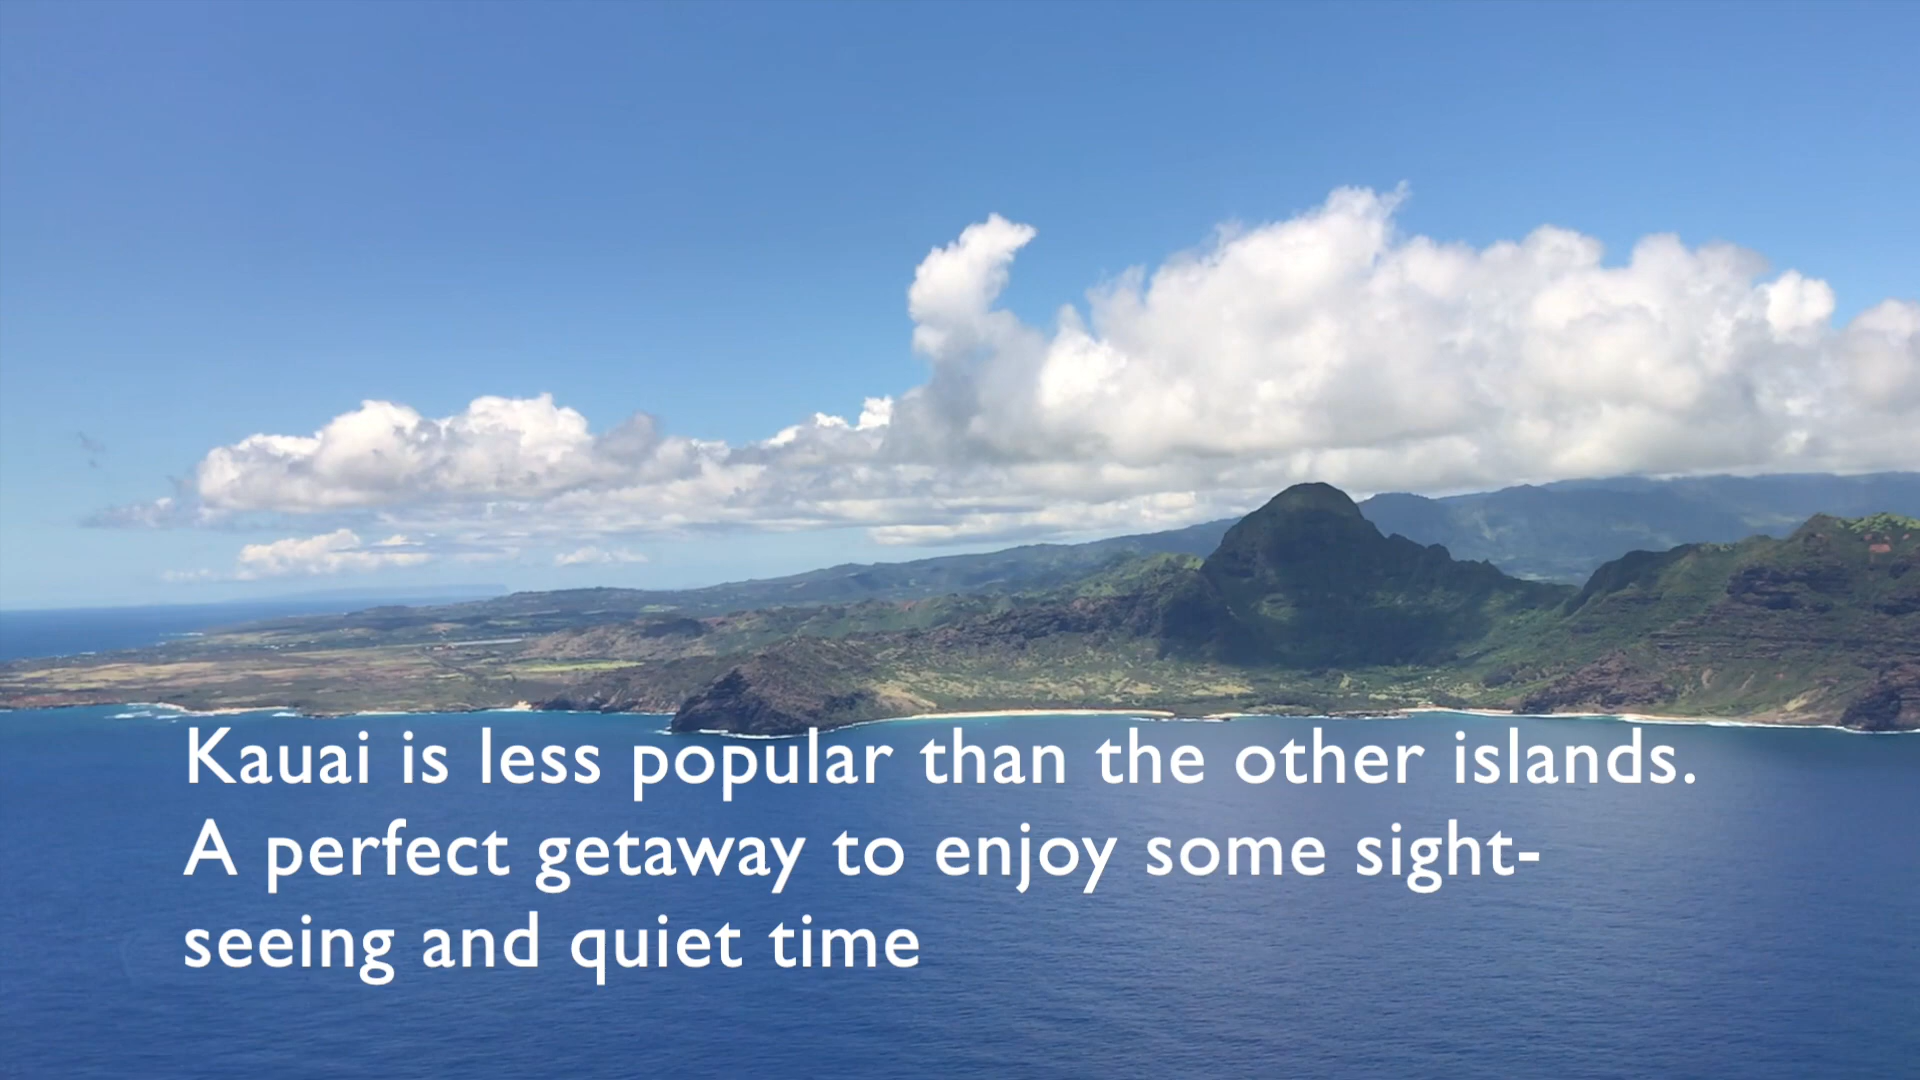 Kauai is less popular than the other islands.
A perfect getaway to enjoy some sight-
seeing and quiet time